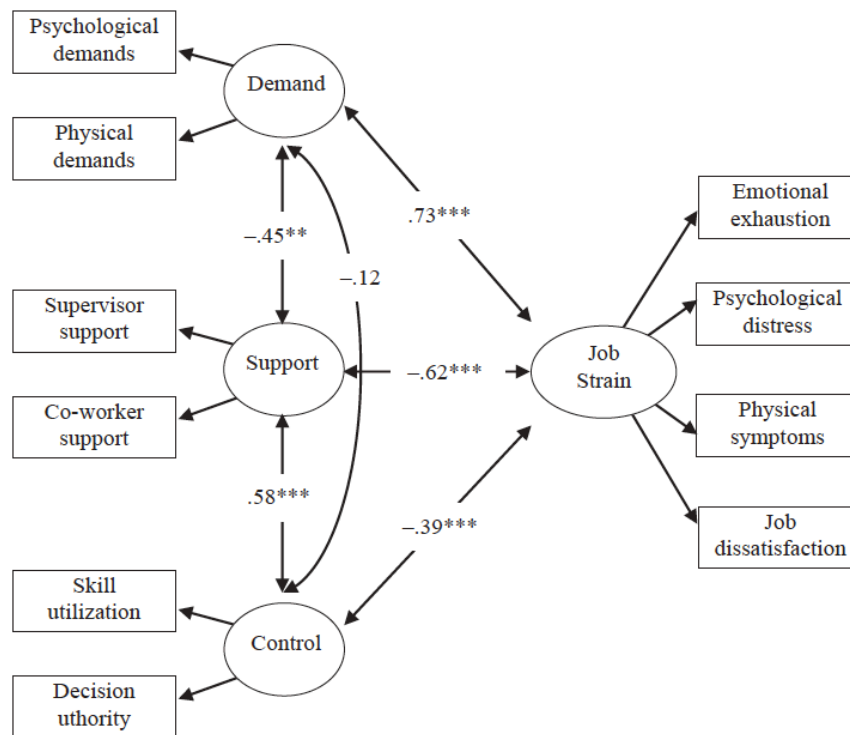 Psychological
demands
Demand
Physical
demands
Emotional
exhaustion
.73***
–.45**
–.12
Psychological
distress
Supervisor
support
Support
–.62***
Job
Strain
Co-worker
support
Physical
symptoms
.58***
–.39***
Job
dissatisfaction
Skill
utilization
Control
Decision
uthority